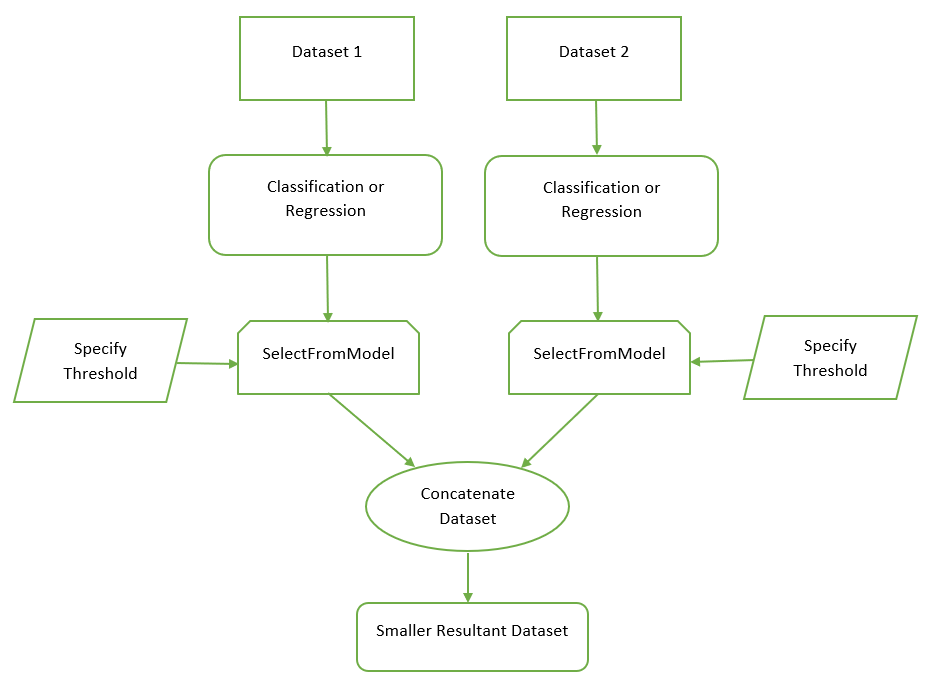 Dataset 1
Dataset 2
Classification or
Regression
Classification or
Regression
Specify
Threshold
SelectFromModel
SelectFromModel
Specify
Threshold
Concatenate
Dataset
Smaller Resultant Dataset